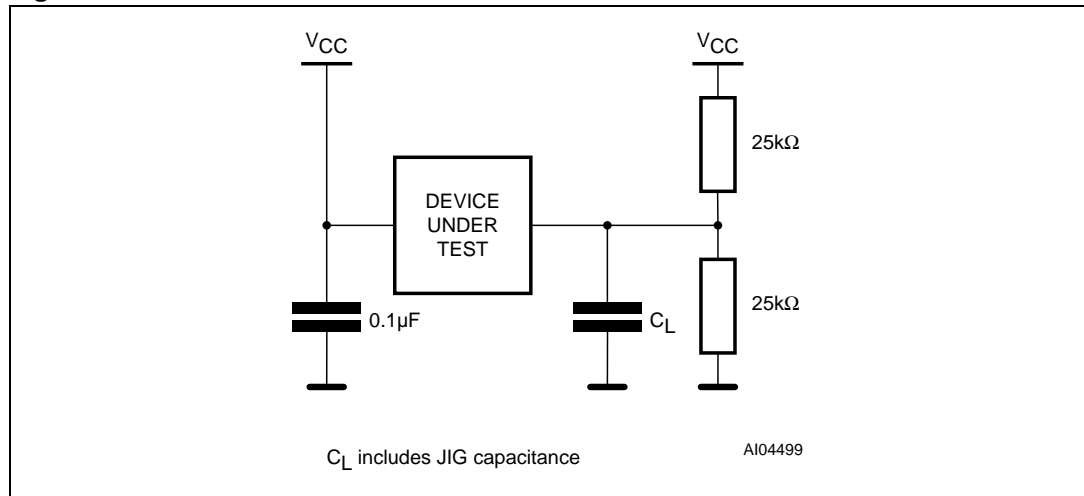 VCC
VCC
25kΩ
DEVICE
UNDER
TEST
0.1µF
CL
25kΩ
CL includes JIG capacitance
AI04499